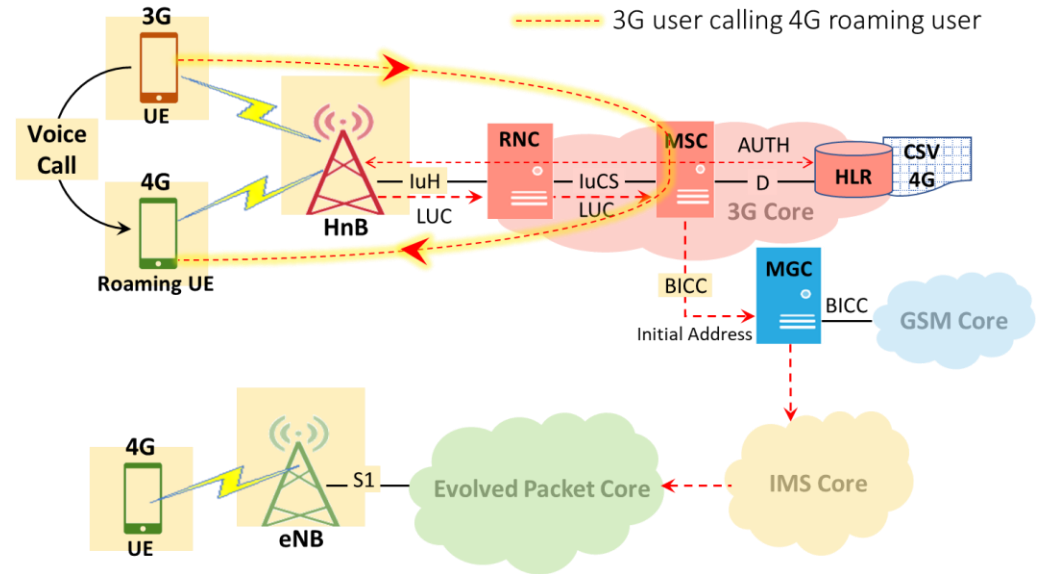 3G user calling 4G roaming user
3G
UE
Voice
Call
4G
Roaming UE
HnB
IuH
LUC
RNC
IuCS
LUC
MSC
AUTH
D
HLR
CSV
4G
3G Core
BICC
Initial Address
MGC
BICC
GSM Core
4G
UE
eNB
S1
Evolved Packet Core
IMS Core